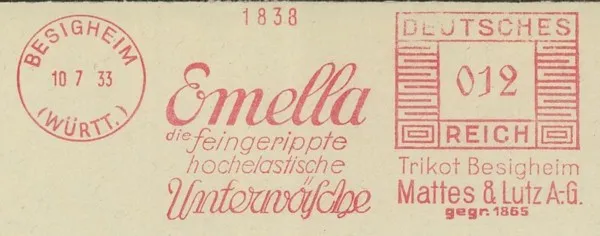 1838
BESIGHEIM
10 7 33
(WÜRTT.)
Emella
die feingerippte
hochelastische
Unterwäsche
DEUTSCHES
012
REICH
Trikot Besigheim
Mattes & Lutz A.-G.
gegr. 1865